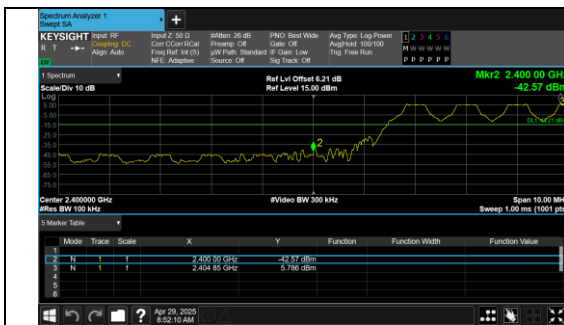 Spectrum Analyzer 1
Swept SA
+
KEYSIGHT Input: RF Input Z: 50 Ω #Atten: 26 dB PNO: Best Wide Avg Type: Log-Power 1 2 3 4 5 6
R T Coupling: DC Corr CCorr RCal Preamp: Off Gate: Off Avg|Hold: 100/100 M W W W W W
Align: Auto Freq Ref: Int (S) µW Path: Standard IF Gain: Low Trig: Free Run
NFE: Adaptive Source: Off Sig Track: Off P P P P P P
1 Spectrum
Ref Lvl Offset 6.21 dB Mkr2 2.400 00 GHz
Scale/Div 10 dB Ref Level 15.00 dBm -42.57 dBm
Log
5.00
-5.00
-15.0
-25.0
-35.0
-45.0
-55.0
-65.0
-75.0
2
Center 2.400000 GHz #Video BW 300 kHz Span 10.00 MHz
#Res BW 100 kHz Sweep 1.00 ms (1001 pts)
5 Marker Table
Mode Trace Scale X Y Function Function Width Function Value
1
2 N 1 f 2.400 00 GHz -42.57 dBm
3 N 1 f 2.404 85 GHz 5.786 dBm
4
5
6
? Apr 29, 2025
8:52:10 AM